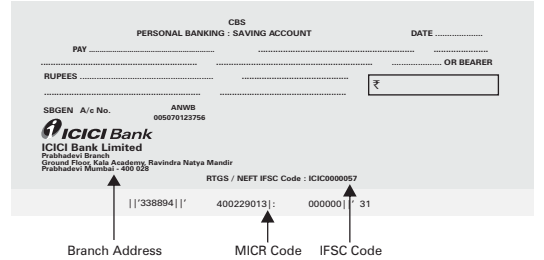 CBS
PERSONAL BANKING : SAVING ACCOUNT DATE ....................
PAY ....................
.................... OR BEARER
RUPEES ....................
₹
SBGEN A/c No. ANWB
005070123756
ICICI Bank
ICICI Bank Limited
Prabhadevi Branch
Ground Floor, Kala Academy, Ravindra Natya Mandir
Prabhadevi Mumbai - 400 028
RTGS / NEFT IFSC Code : ICIC0000057
||'338894||' 400229013|: 000000||' 31
Branch Address MICR Code IFSC Code